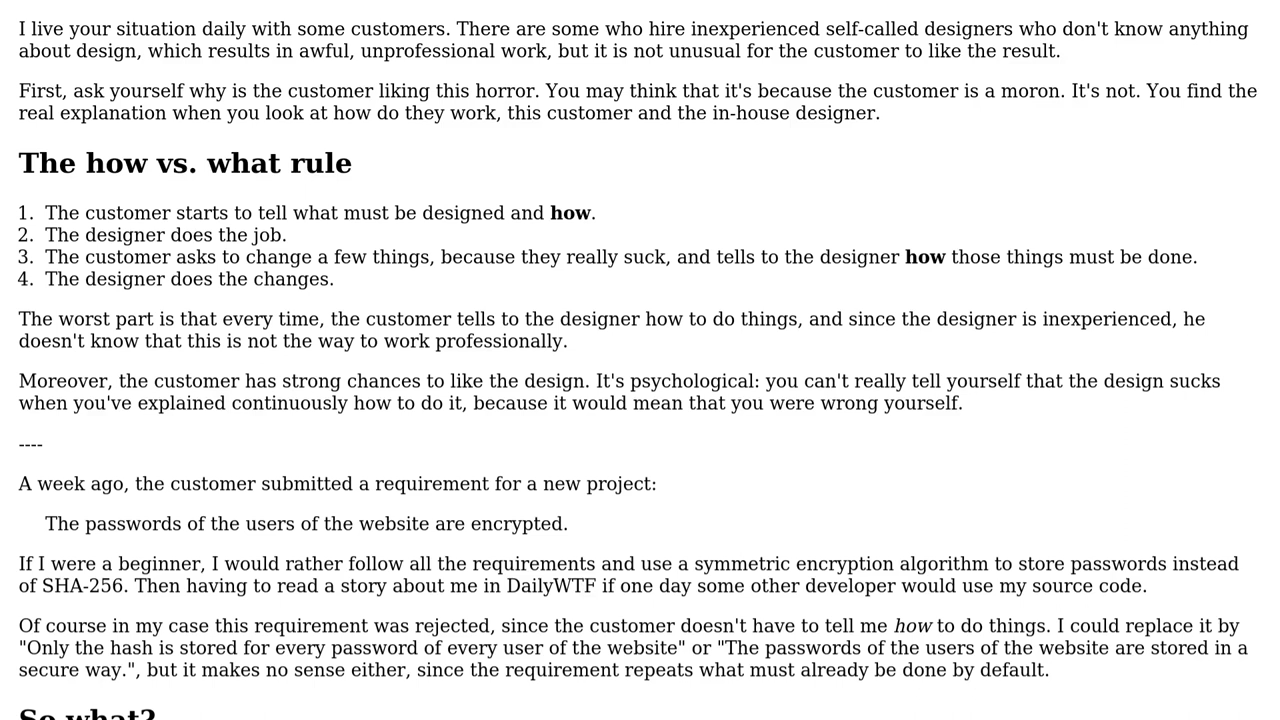 I live your situation daily with some customers. There are some who hire inexperienced self-called designers who don't know anything
about design, which results in awful, unprofessional work, but it is not unusual for the customer to like the result.
First, ask yourself why is the customer liking this horror. You may think that it's because the customer is a moron. It's not. You find the
real explanation when you look at how do they work, this customer and the in-house designer.
The how vs. what rule
1. The customer starts to tell what must be designed and how.
2. The designer does the job.
3. The customer asks to change a few things, because they really suck, and tells to the designer how those things must be done.
4. The designer does the changes.
The worst part is that every time, the customer tells to the designer how to do things, and since the designer is inexperienced, he
doesn't know that this is not the way to work professionally.
Moreover, the customer has strong chances to like the design. It's psychological: you can't really tell yourself that the design sucks
when you've explained continuously how to do it, because it would mean that you were wrong yourself.
----
A week ago, the customer submitted a requirement for a new project:
The passwords of the users of the website are encrypted.
If I were a beginner, I would rather follow all the requirements and use a symmetric encryption algorithm to store passwords instead
of SHA-256. Then having to read a story about me in DailyWTF if one day some other developer would use my source code.
Of course in my case this requirement was rejected, since the customer doesn't have to tell me how to do things. I could replace it by
"Only the hash is stored for every password of every user of the website" or "The passwords of the users of the website are stored in a
secure way.", but it makes no sense either, since the requirement repeats what must already be done by default.
So what?